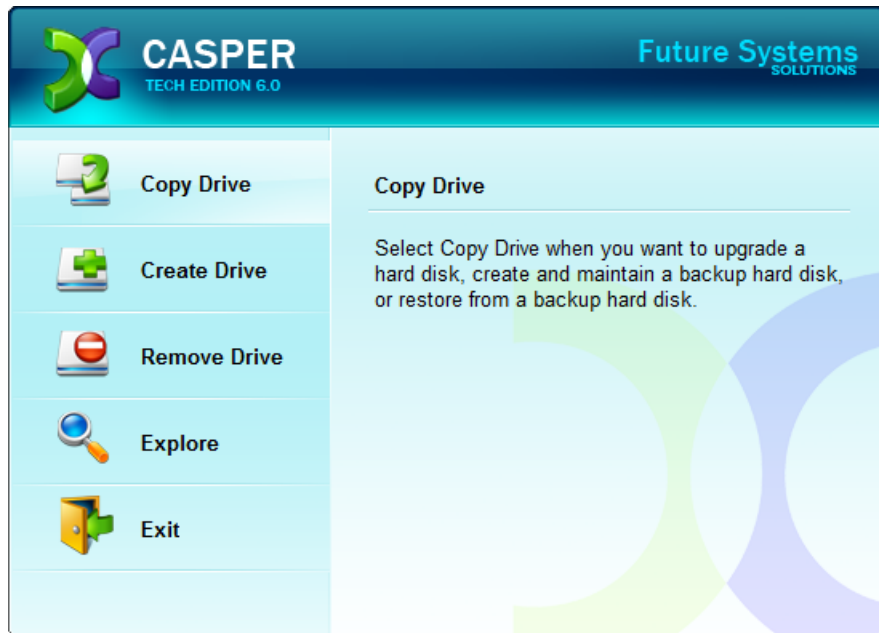 CASPER
TECH EDITION 6.0
Future Systems
SOLUTIONS
Copy Drive
Create Drive
Remove Drive
Explore
Exit
Copy Drive
Select Copy Drive when you want to upgrade a
hard disk, create and maintain a backup hard disk,
or restore from a backup hard disk.